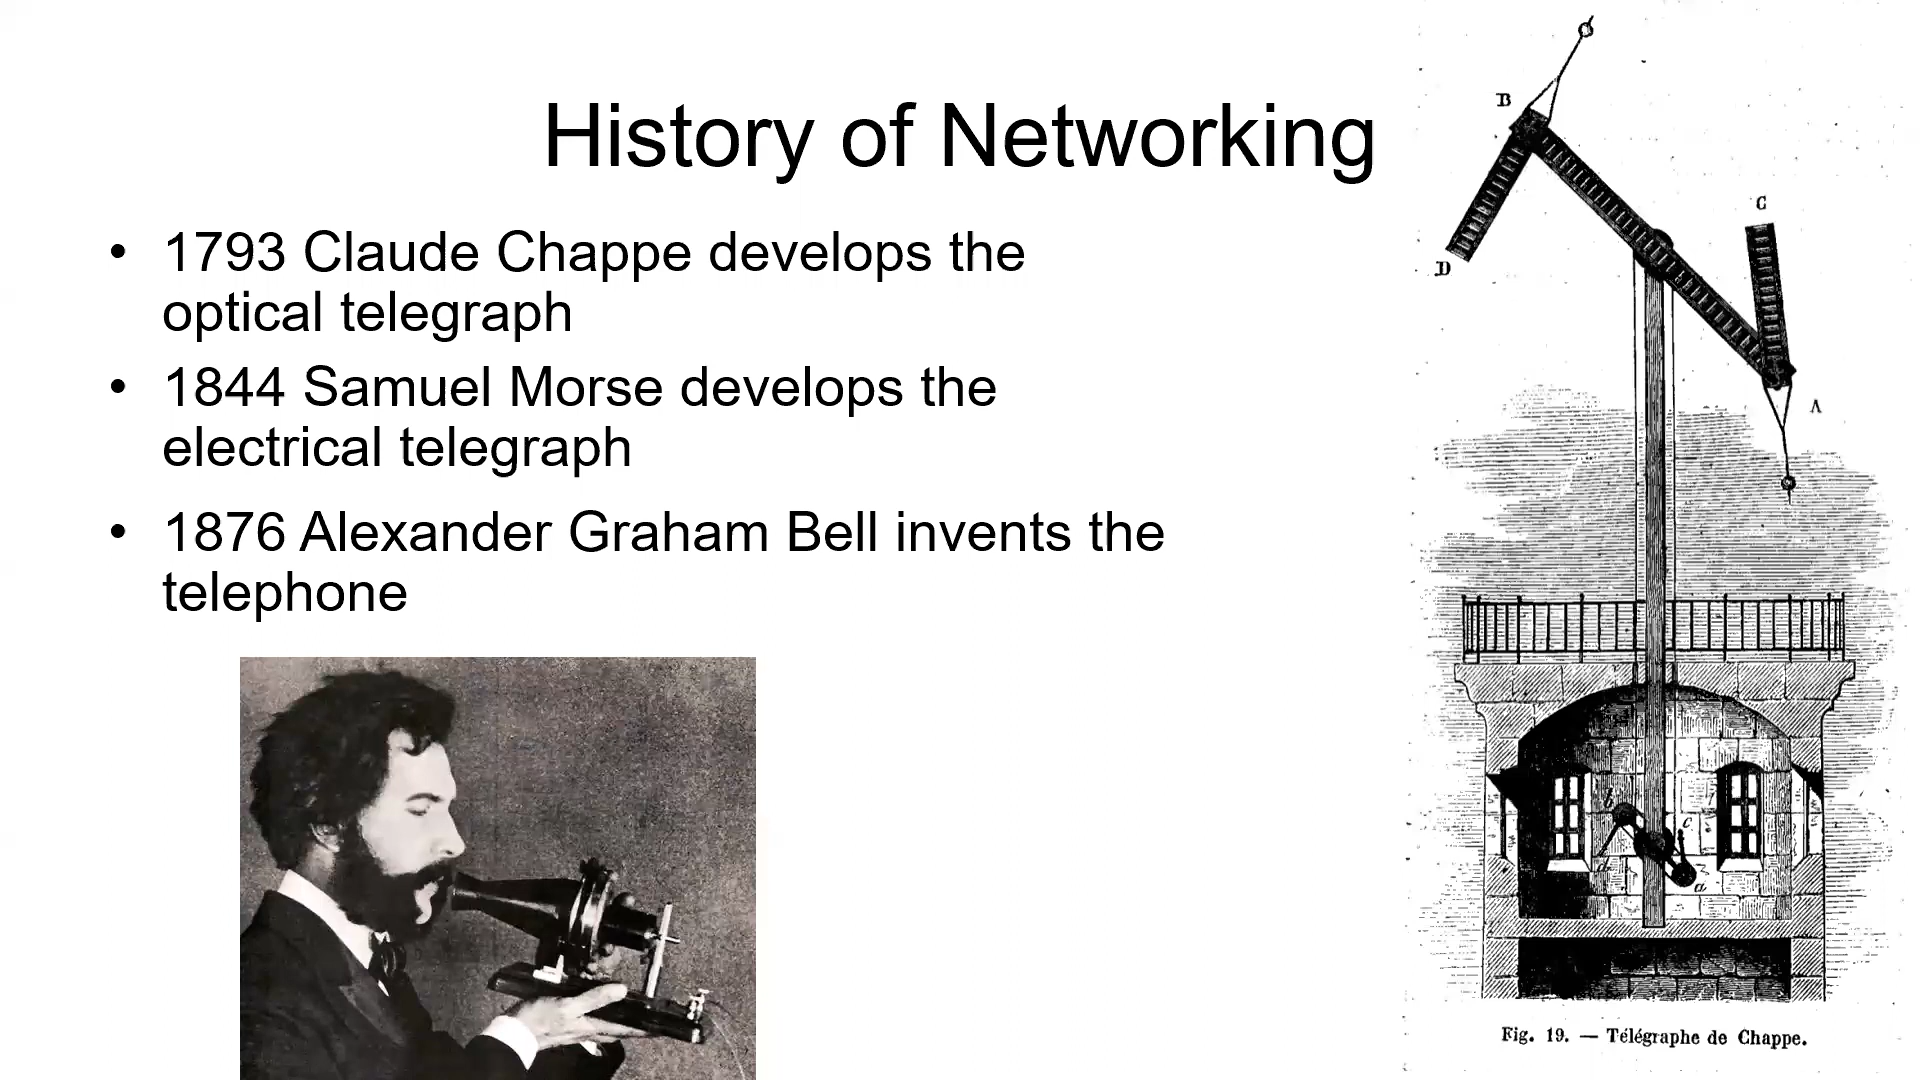 History of Networking
• 1793 Claude Chappe develops the
optical telegraph
• 1844 Samuel Morse develops the
electrical telegraph
• 1876 Alexander Graham Bell invents the
telephone
B
C
D
A
b
c
a
Fig. 19. — Télégraphe de Chappe.